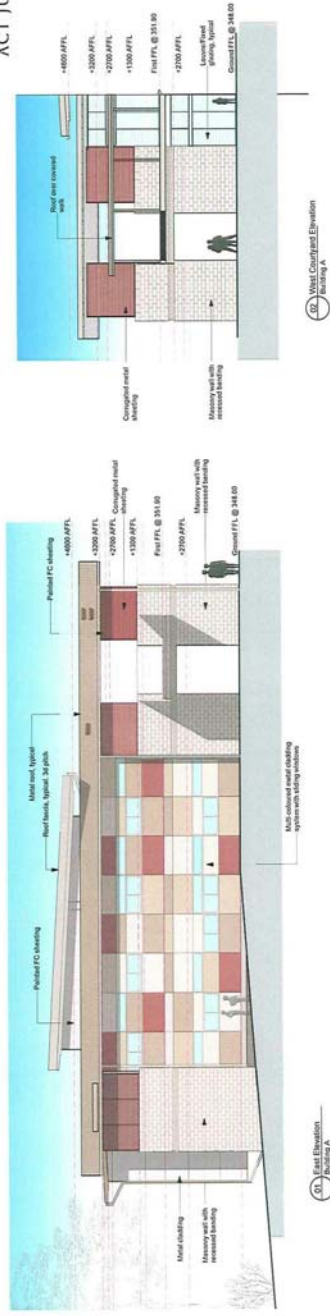 Painted FC sheeting
Metal roof, typical
Roof fascia, typical. 3d pitch
Painted FC sheeting
+4800 AFFL
+3200 AFFL
+2700 AFFL
Corrugated metal
sheeting
+1300 AFFL
First FFL @ 351.90
+2700 AFFL
Masonry wall with
recessed banding
Ground FFL @ 348.00
Metal cladding
Masonry wall with
recessed banding
Multi-coloured metal cladding
system with sliding windows
01 East Elevation
Building A
Roof over covered
walk
+4800 AFFL
+3200 AFFL
+2700 AFFL
+1300 AFFL
First FFL @ 351.90
+2700 AFFL
Louvre/Fixed
glazing, typical
Ground FFL @ 348.00
Corrugated metal
sheeting
Masonry wall with
recessed banding
02 West Courtyard Elevation
Building A